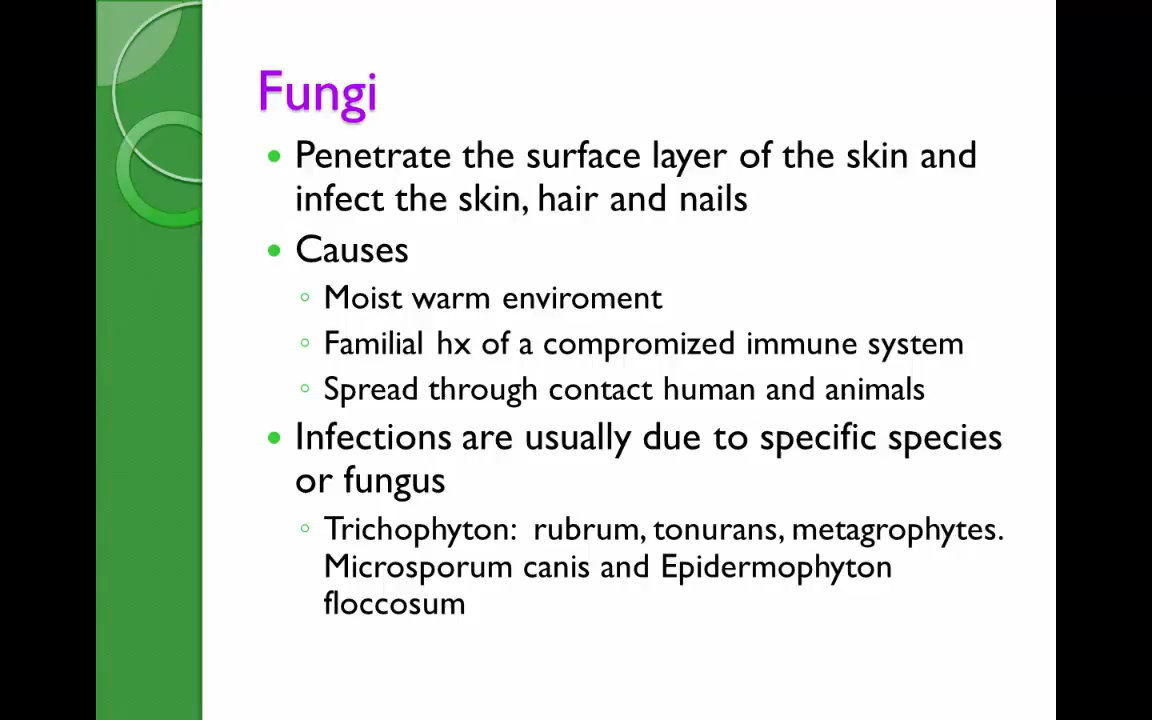 Fungi
Penetrate the surface layer of the skin and
infect the skin, hair and nails
Causes
Moist warm enviroment
Familial hx of a compromized immune system
Spread through contact human and animals
Infections are usually due to specific species
or fungus
Trichophyton: rubrum, tonurans, metagrophytes.
Microsporum canis and Epidermophyton
floccosum